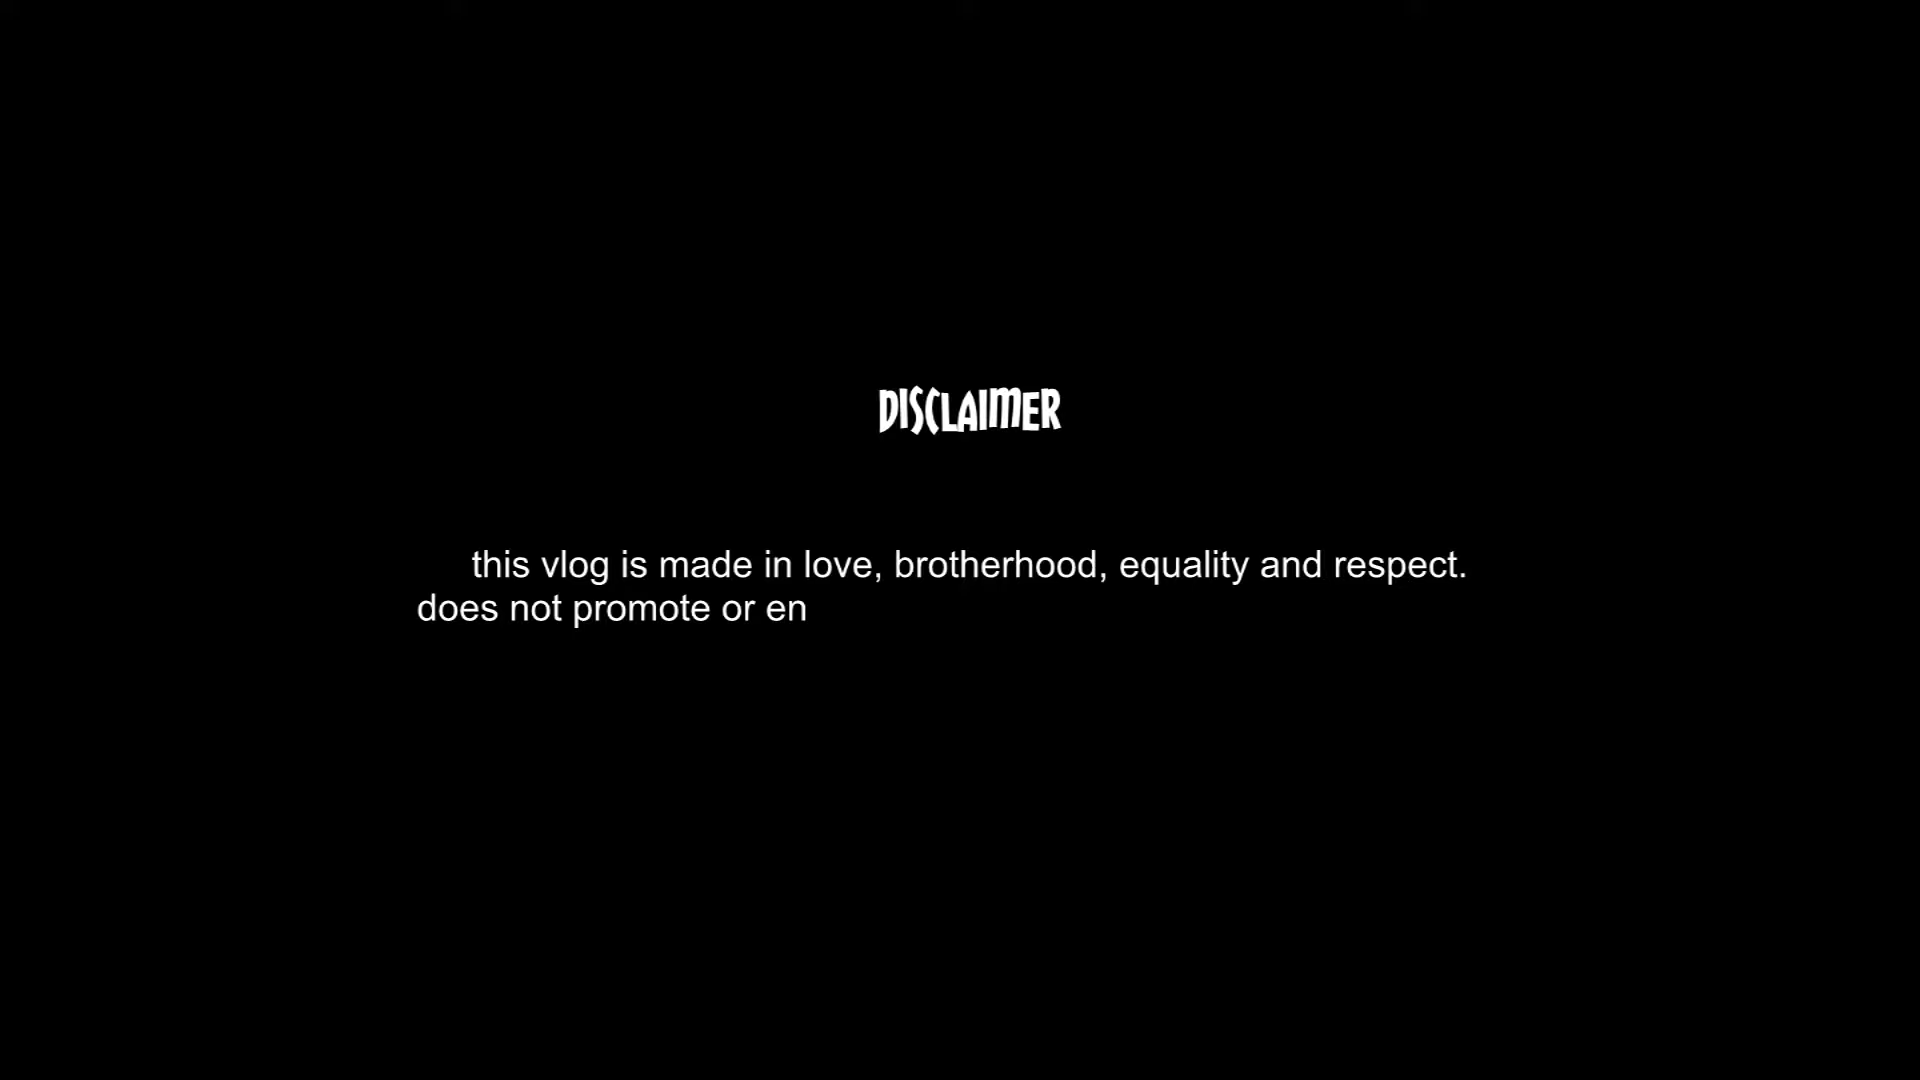 DISCLAIMER
this vlog is made in love, brotherhood, equality and respect.
does not promote or en